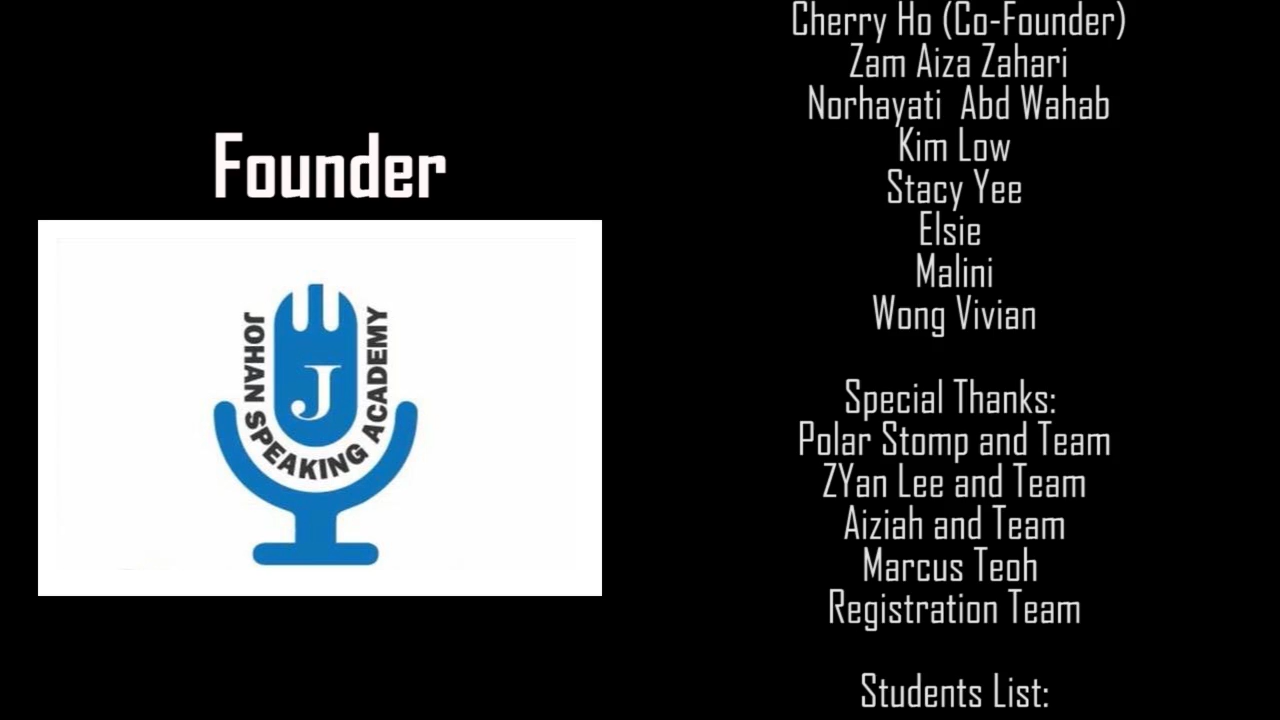 Founder
JOHAN SPEAKING ACADEMY
J
Cherry Ho (Co-Founder)
Zam Aiza Zahari
Norhayati  Abd Wahab
Kim Low
Stacy Yee
Elsie
Malini
Wong Vivian
Special Thanks:
Polar Stomp and Team
ZYan Lee and Team
Aiziah and Team
Marcus Teoh
Registration Team
Students List: